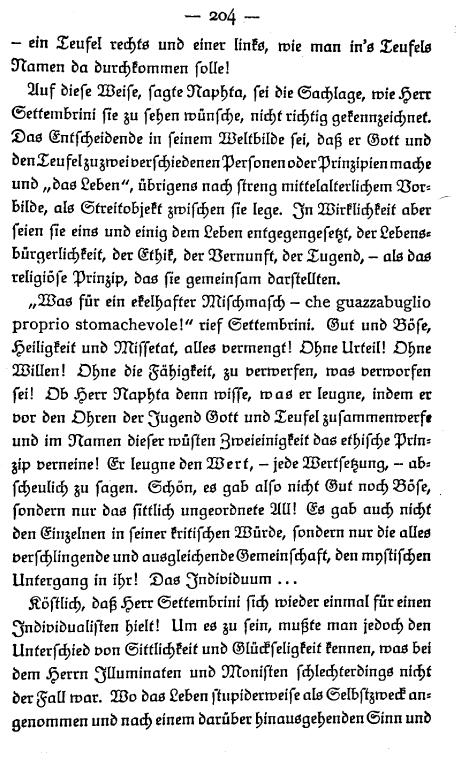 — 204 —
– ein Teufel rechts und einer links, wie man in's Teufels
Namen da durchkommen solle!
Auf diese Weise, sagte Naphta, sei die Sachlage, wie Herr
Settembrini sie zu sehen wünsche, nicht richtig gekennzeichnet.
Das Entscheidende in seinem Weltbilde sei, daß er Gott und
den Teufel zu zwei verschiedenen Personen oder Prinzipien mache
und „das Leben“, übrigens nach streng mittelalterlichem Vor-
bilde, als Streitobjekt zwischen sie lege. In Wirklichkeit aber
seien sie eins und einig dem Leben entgegengesetzt, der Lebens-
bürgerlichkeit, der Ethik, der Vernunft, der Tugend, – als das
religiöse Prinzip, das sie gemeinsam darstellten.
„Was für ein ekelhafter Mischmasch – che guazzabuglio
proprio stomachevole!“ rief Settembrini. Gut und Böse,
Heiligkeit und Missetat, alles vermengt! Ohne Urteil! Ohne
Willen! Ohne die Fähigkeit, zu verwerfen, was verworfen
sei! Ob Herr Naphta denn wisse, was er leugne, indem er
vor den Ohren der Jugend Gott und Teufel zusammenwerfe
und im Namen dieser wüsten Zweieinigkeit das ethische Prin-
zip verneine! Er leugne den Wert, – jede Wertsetzung, – ab-
scheulich zu sagen. Schön, es gab also nicht Gut noch Böse,
sondern nur das sittlich ungeordnete All! Es gab auch nicht
den Einzelnen in seiner kritischen Würde, sondern nur die alles
verschlingende und ausgleichende Gemeinschaft, den mystischen
Untergang in ihr! Das Individuum ...
Köstlich, daß Herr Settembrini sich wieder einmal für einen
Individualisten hielt! Um es zu sein, mußte man jedoch den
Unterschied von Sittlichkeit und Glückseligkeit kennen, was bei
dem Herrn Illuminaten und Monisten schlechterdings nicht
der Fall war. Wo das Leben stupiderweise als Selbstzweck an-
genommen und nach einem darüber hinausgehenden Sinn und